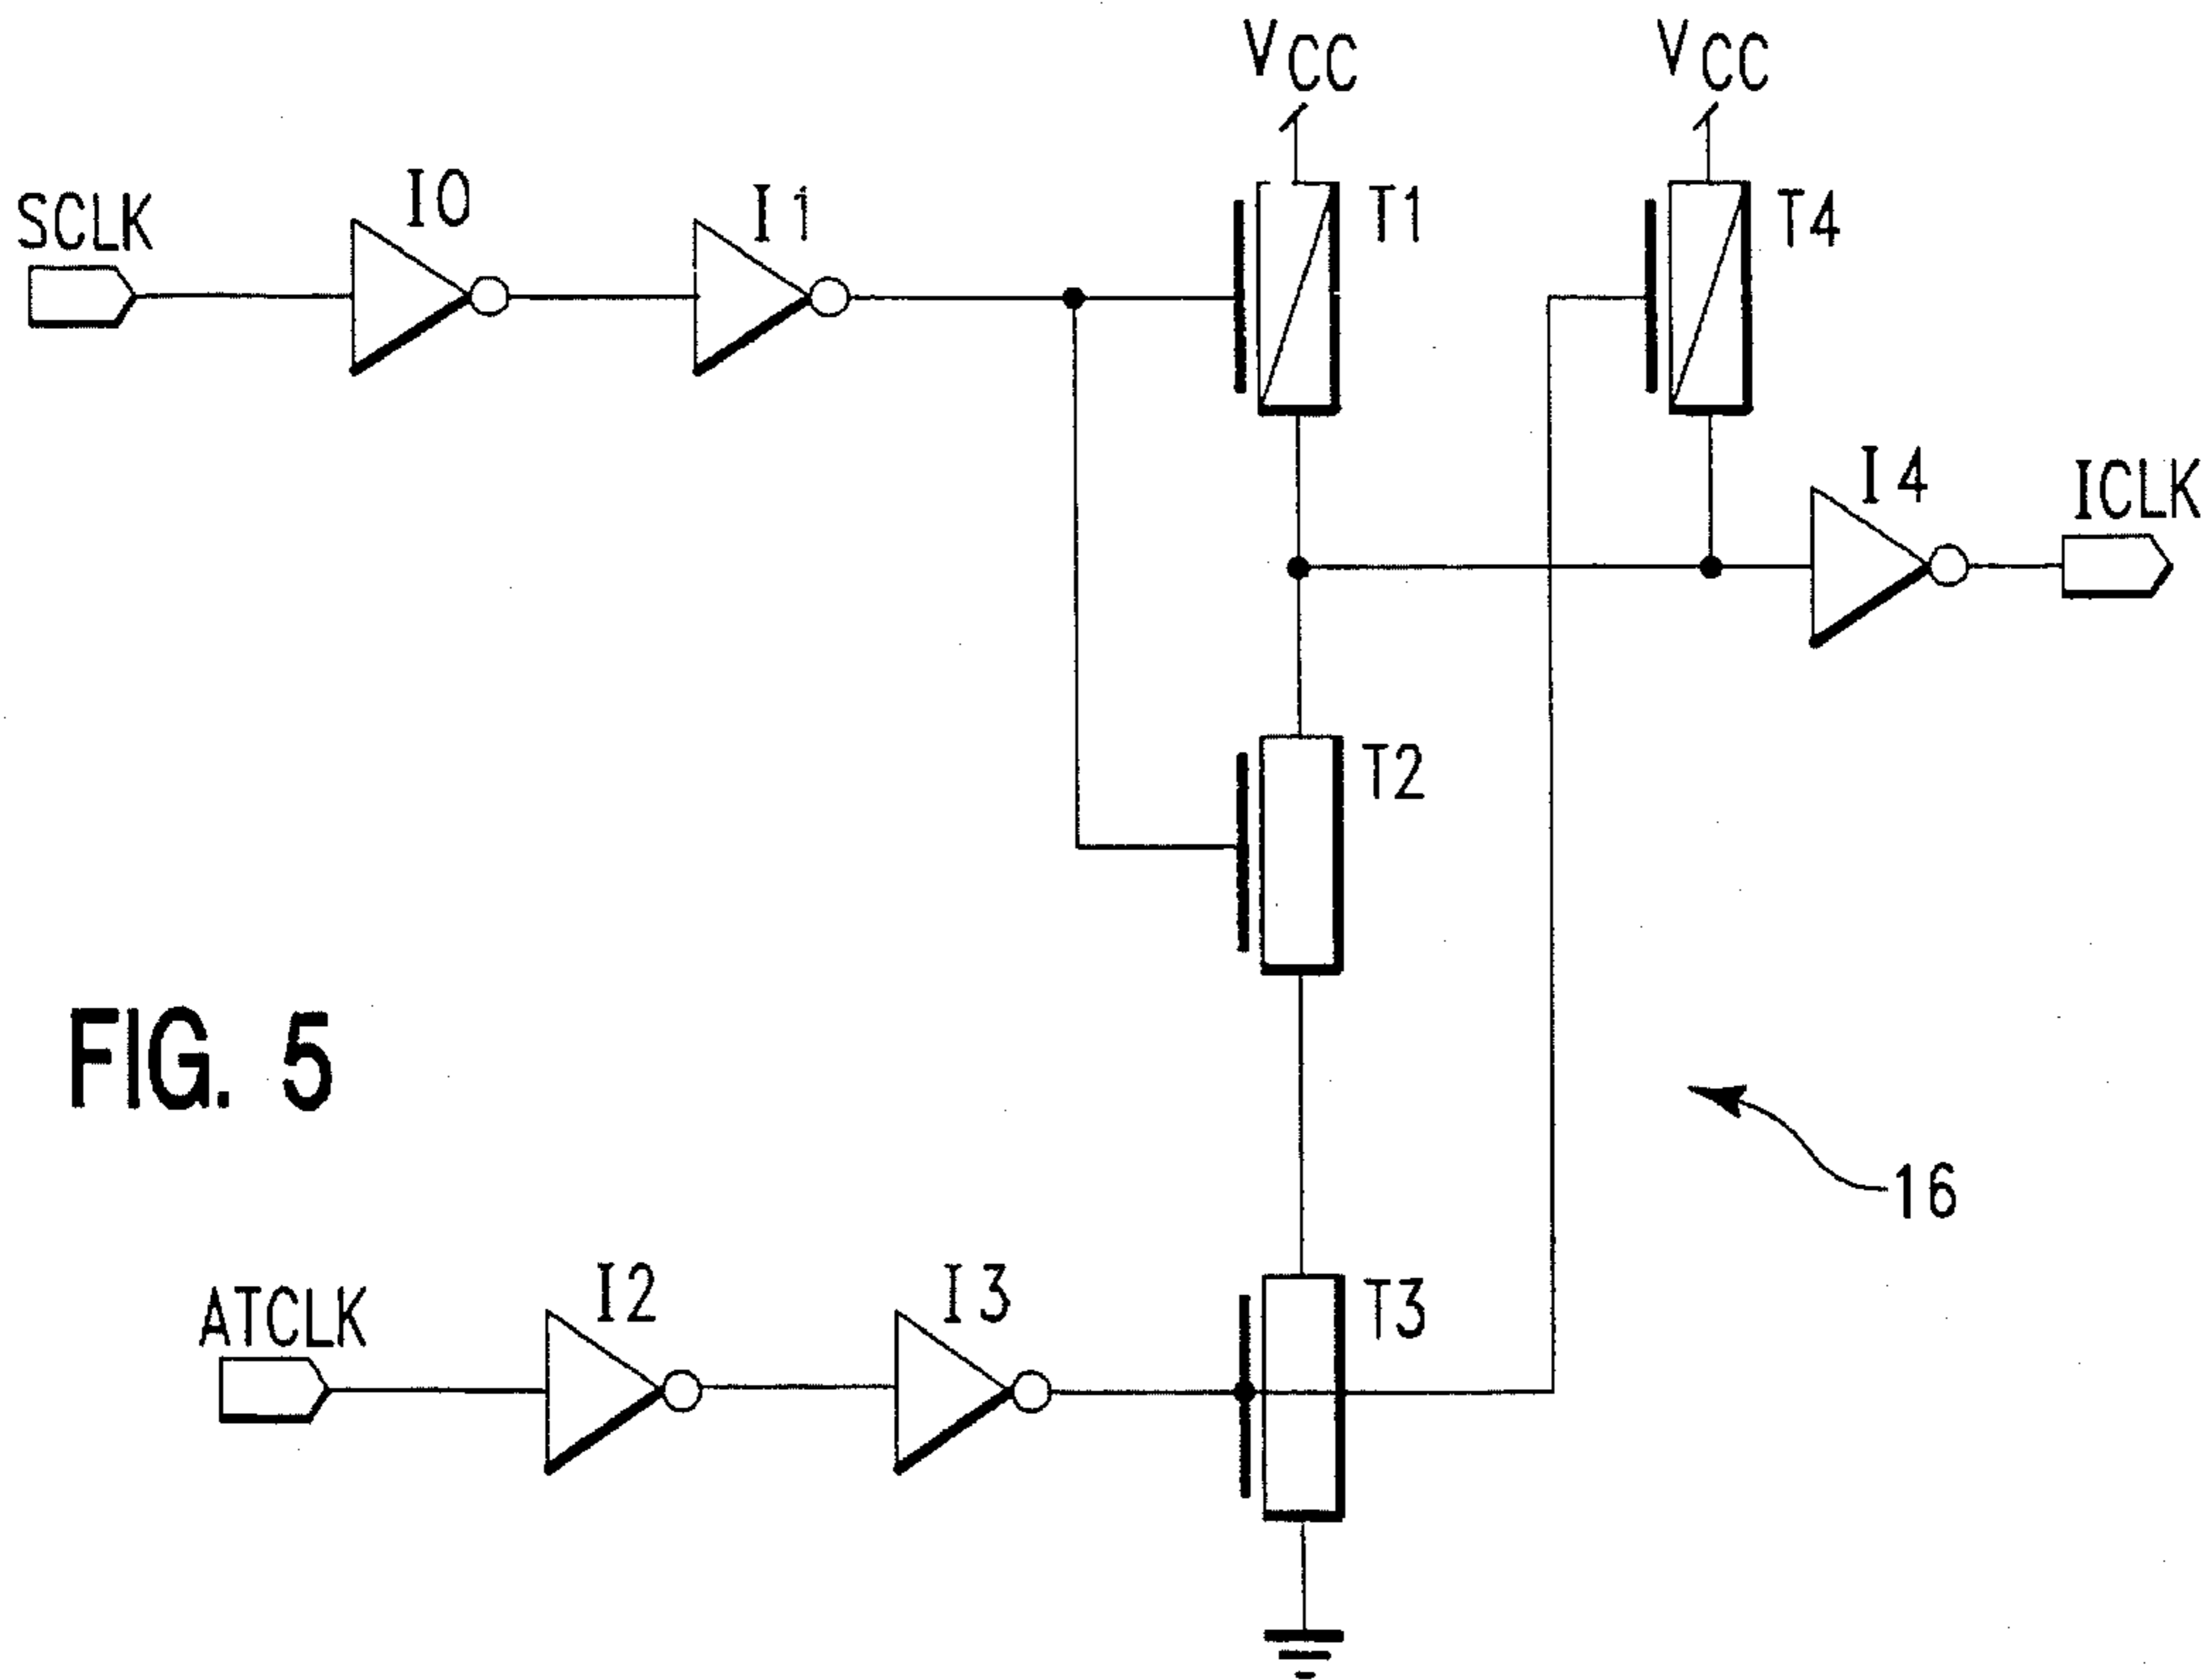 VCC
VCC
I0
I1
T1
T4
SCLK
I4
ICLK
T2
FIG. 5
16
I2
I3
T3
ATCLK